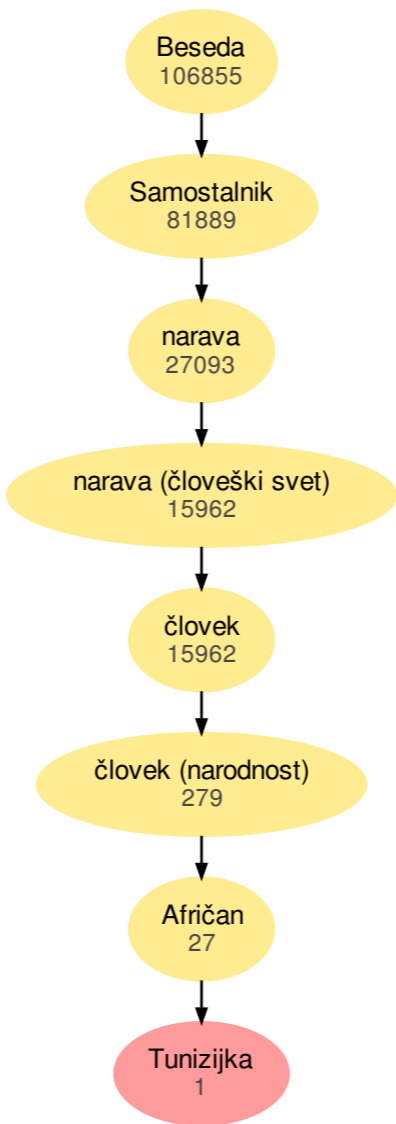 Beseda
106855
Samostalnik
81889
narava
27093
narava (človeški svet)
15962
človek
15962
človek (narodnost)
279
Afričan
27
Tunizijka
1